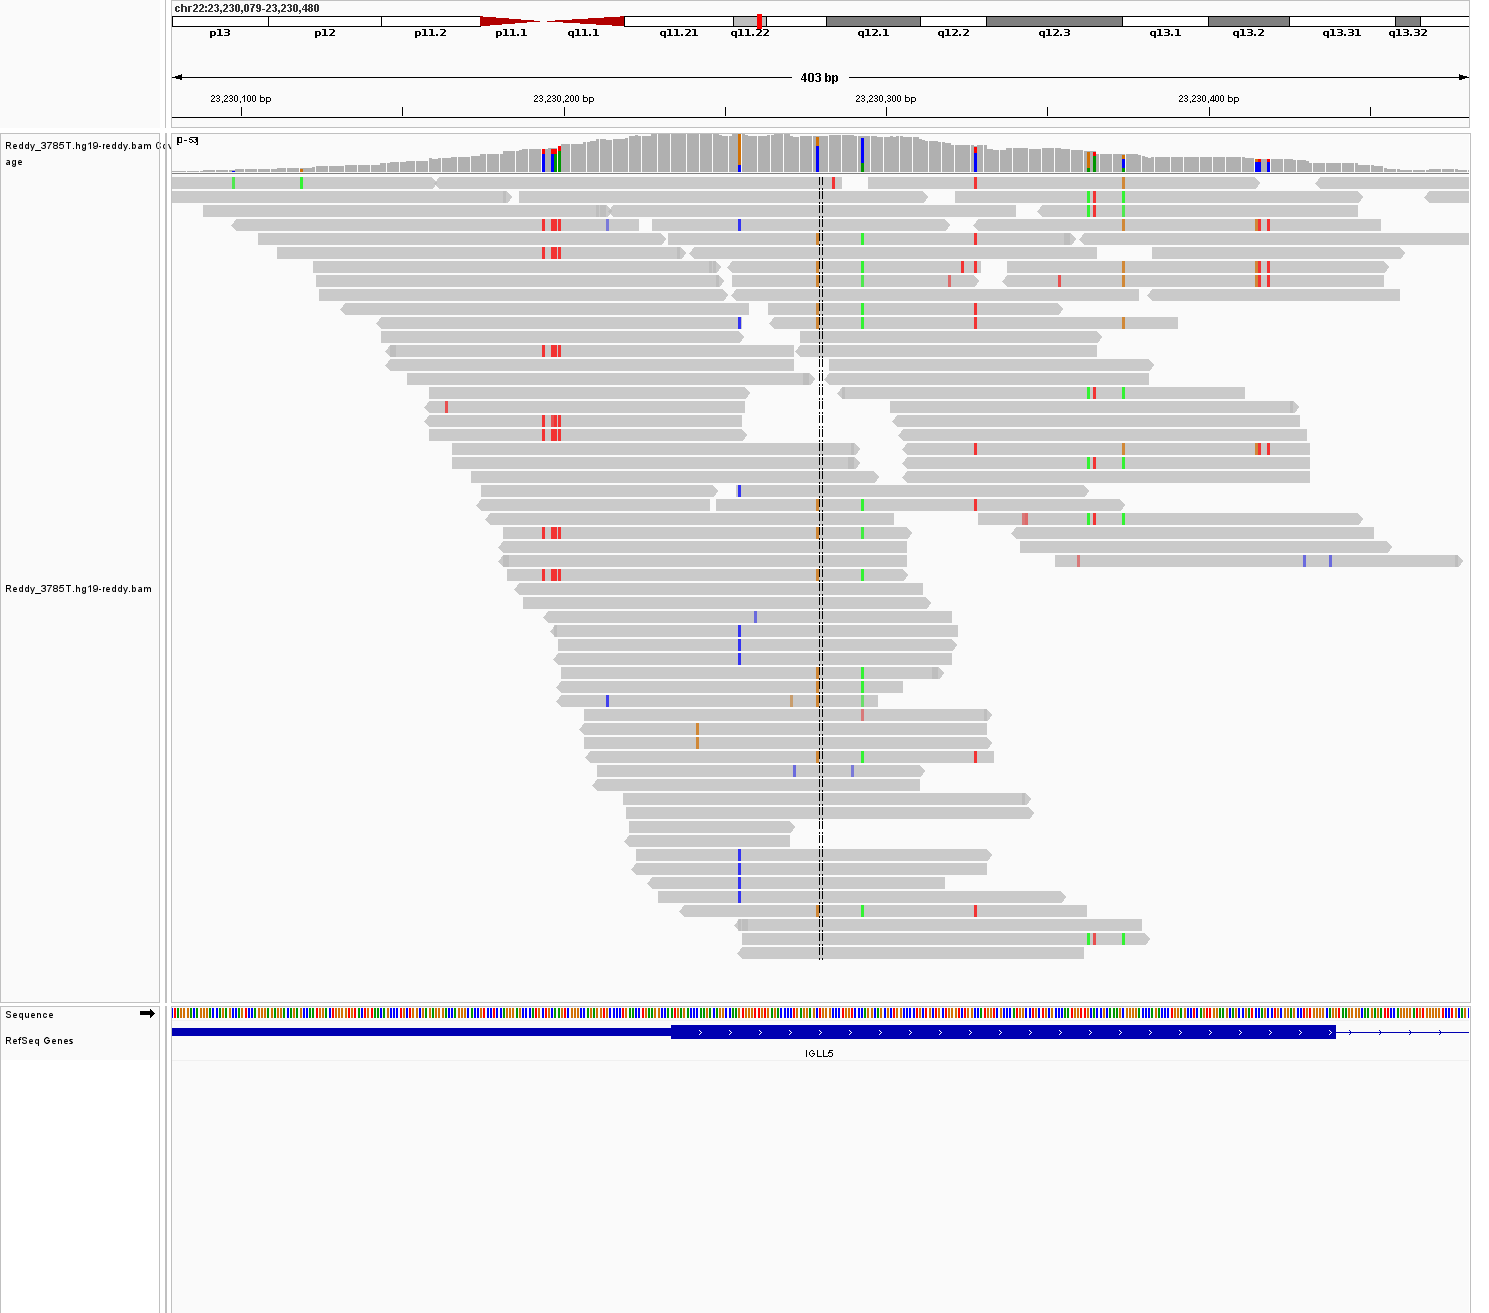 chr22:23,230,079-23,230,480
p13 p12 p11.2 p11.1 q11.1 q11.21 q11.22 q12.1 q12.2 q12.3 q13.1 q13.2 q13.31 q13.32
403 bp
23,230,100 bp 23,230,200 bp 23,230,300 bp 23,230,400 bp
Reddy_3785T.hg19-reddy.bam Cov
age
[0-53]
Reddy_3785T.hg19-reddy.bam
Sequence
RefSeq Genes
IGLL5